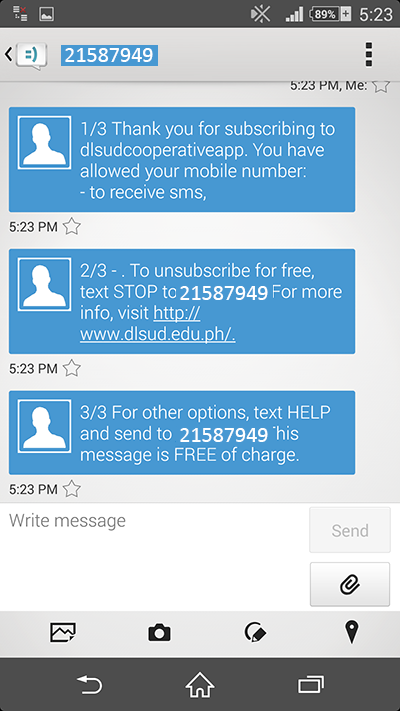 89%
5:23
21587949
5:23 PM, Me:
1/3 Thank you for subscribing to
dlsudcooperativeapp. You have
allowed your mobile number:
- to receive sms,
5:23 PM
2/3 - . To unsubscribe for free,
text STOP to 21587949 For more
info, visit http://
www.dlsud.edu.ph/.
5:23 PM
3/3 For other options, text HELP
and send to 21587949 his
message is FREE of charge.
5:23 PM
Write message
Send